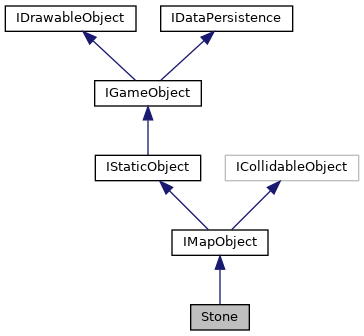 IDrawableObject
IDataPersistence
IGameObject
IStaticObject
ICollidableObject
IMapObject
Stone